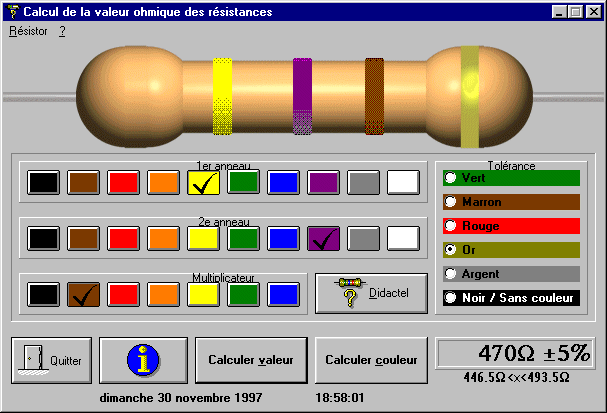 Calcul de la valeur ohmique des résistances
Résistor ?
1er anneau
2e anneau
Multiplicateur
Tolérance
Vert
Marron
Rouge
Or
Argent
Noir / Sans couleur
Didactel
Quitter
Calculer valeur
Calculer couleur
470Ω ±5%
446.5Ω<×<493.5Ω
dimanche 30 novembre 1997 18:58:01